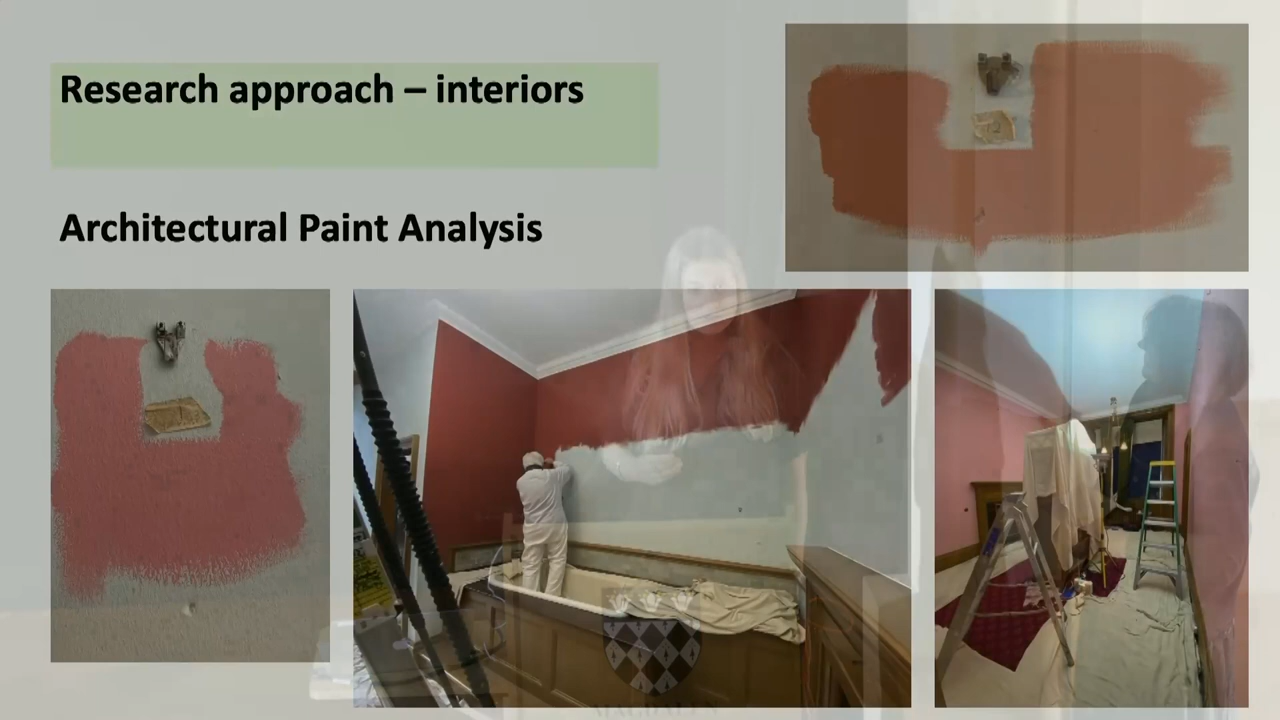 Research approach – interiors
Architectural Paint Analysis